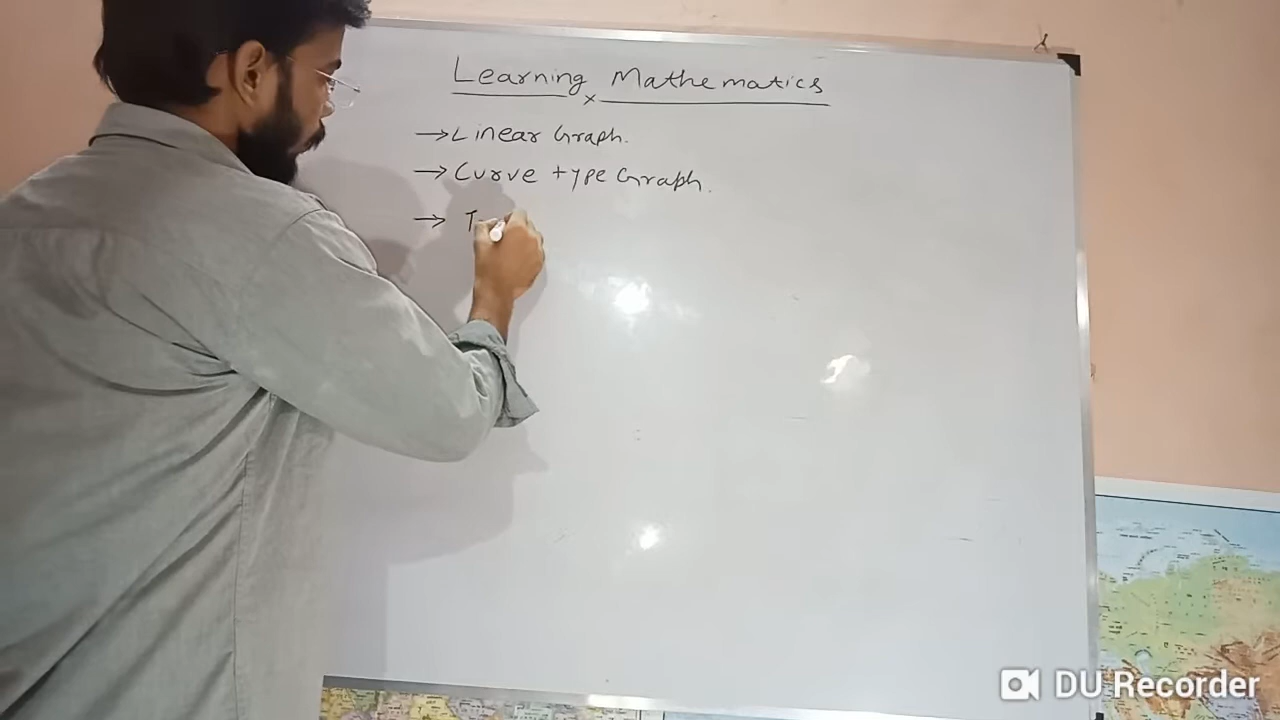 Learning Mathematics
→ Linear Graph.
→ Curve type Graph.
→ T
DU Recorder